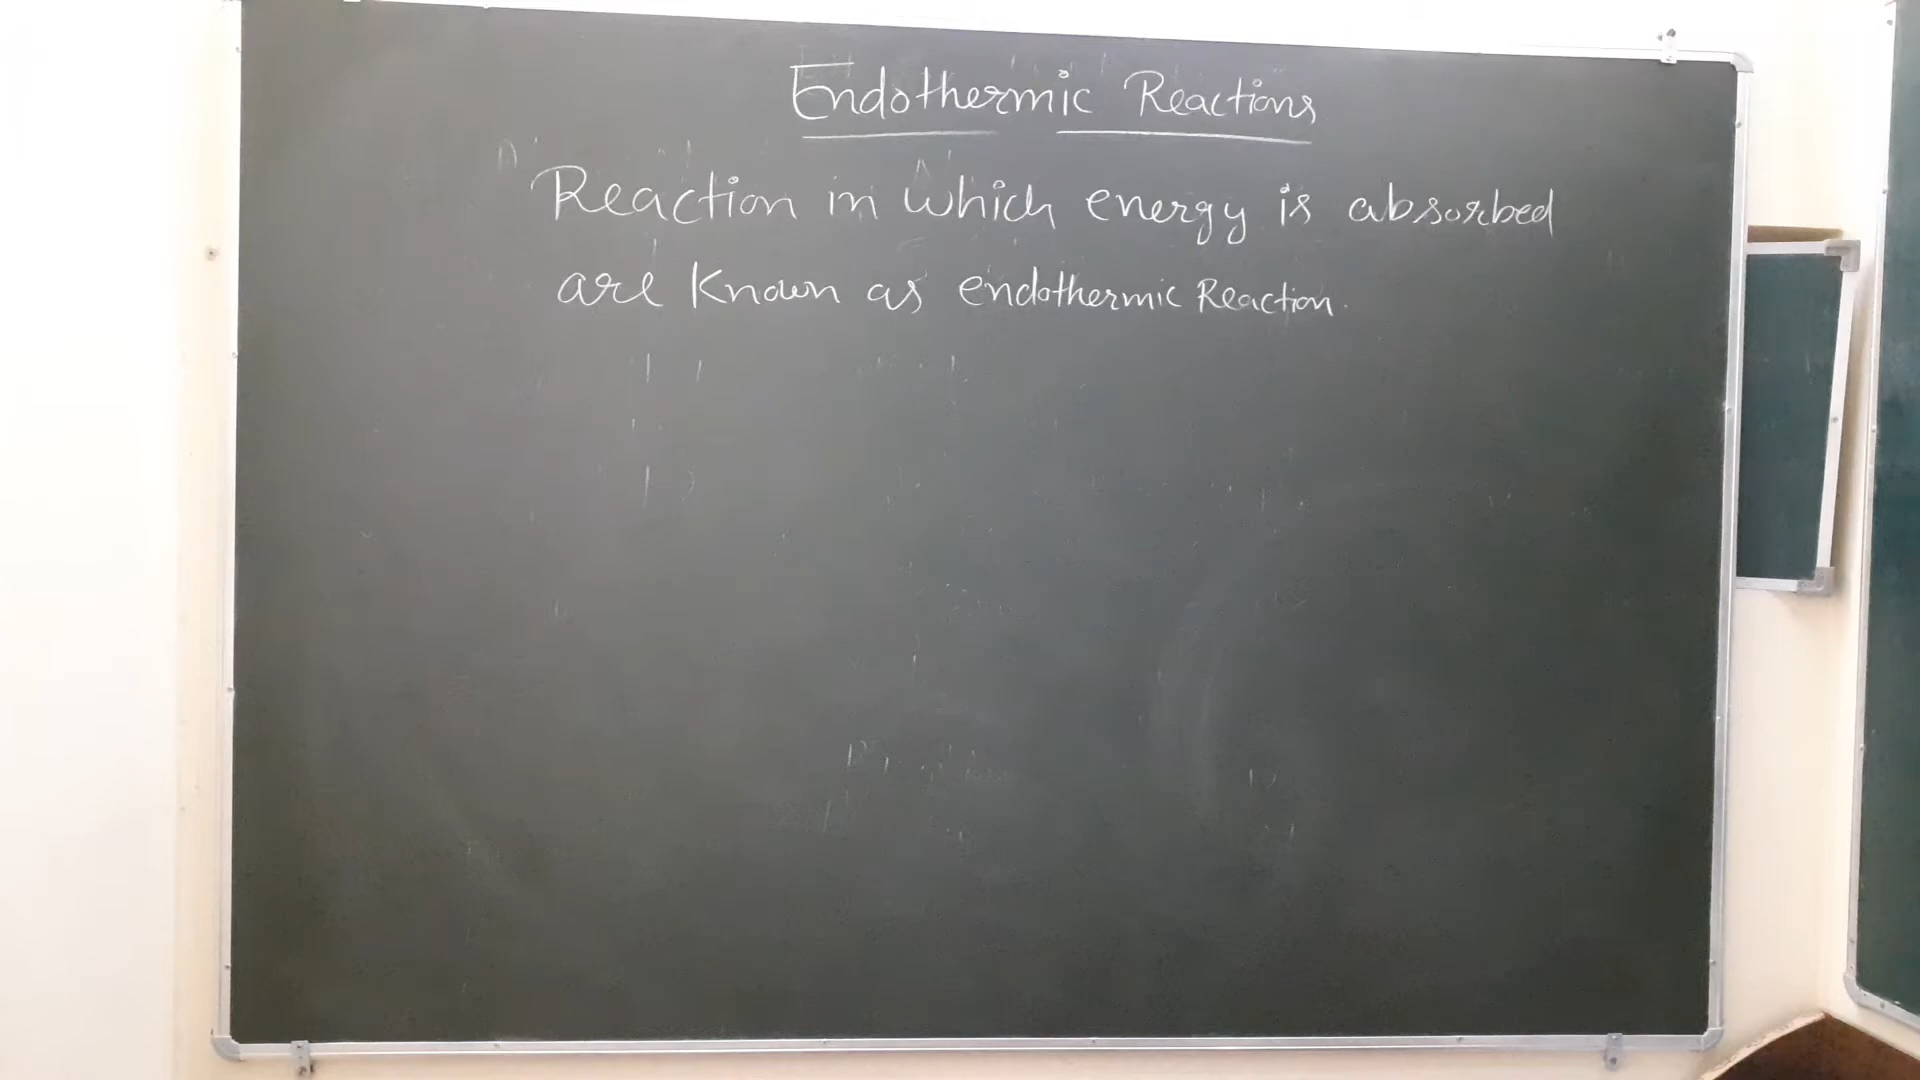 Endothermic Reactions
Reaction in which energy is absorbed
are Known as endothermic Reaction.